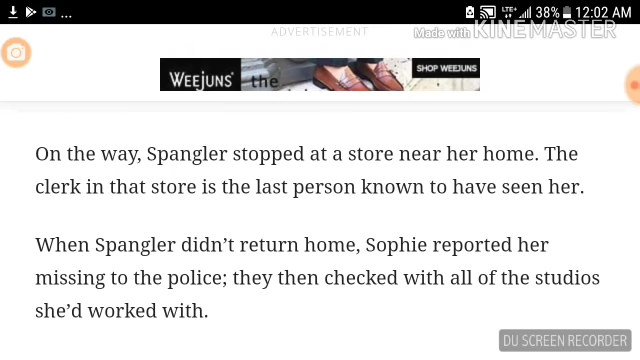 ... 38% 12:02 AM
LTE+
ADVERTISEMENT
Made with KINEMASTER
WEEJUNS® the SHOP WEEJUNS
On the way, Spangler stopped at a store near her home. The
clerk in that store is the last person known to have seen her.
When Spangler didn’t return home, Sophie reported her
missing to the police; they then checked with all of the studios
she’d worked with.
DU SCREEN RECORDER